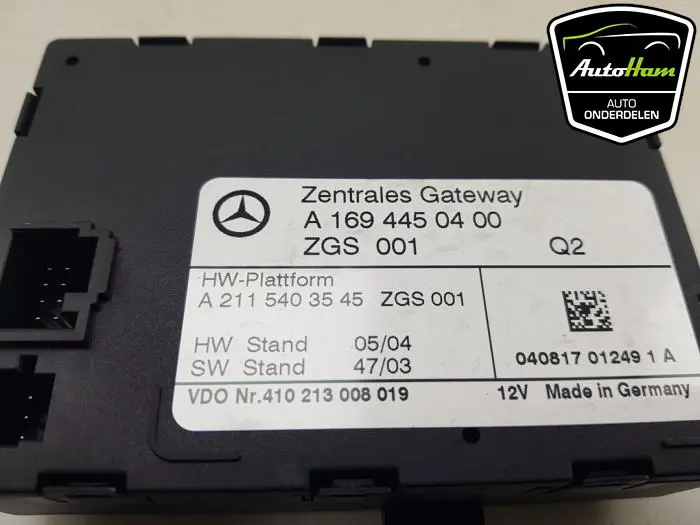 AutoHam
AUTO
ONDERDELEN
Zentrales Gateway
A 169 445 04 00
ZGS 001 Q2
HW-Plattform
A 211 540 35 45 ZGS 001
HW Stand 05/04
SW Stand 47/03
040817 01249 1 A
VDO Nr.410 213 008 019 12V Made in Germany